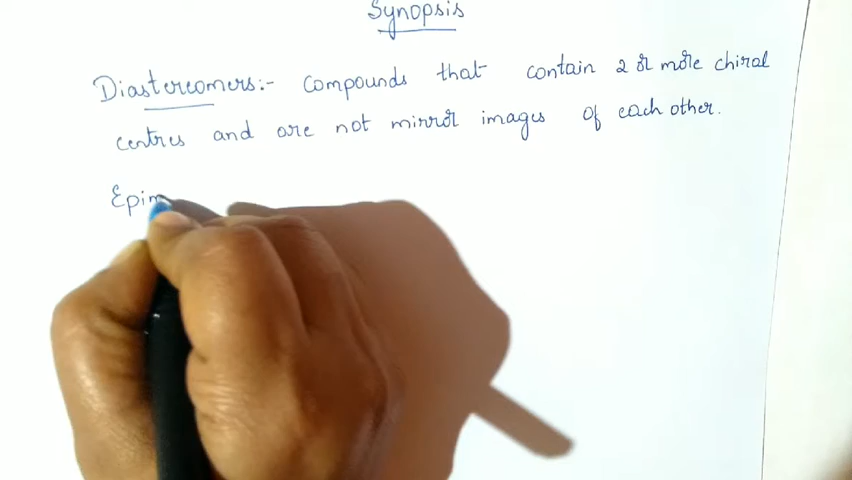 Synopsis
Diastereomers:- compounds that contain 2 or more chiral
centres and are not mirror images of each other.
Epim